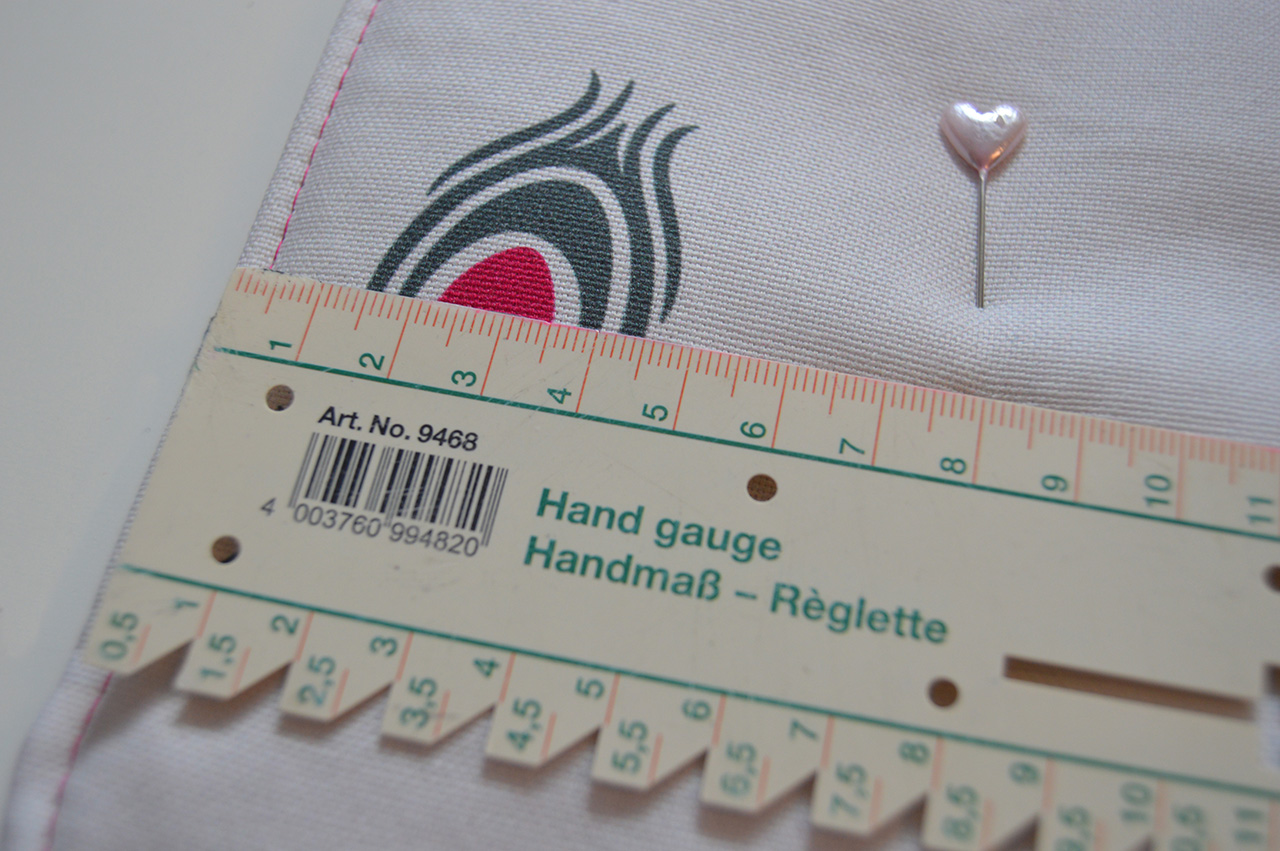 1 2 3 4 5 6 7 8 9 10 11
Art. No. 9468
4 003760 994820
Hand gauge
Handmaß – Règlette
1 2 3 4 5 6 7 8 9 10 11
0,5 1,5 2,5 3,5 4,5 5,5 6,5 7,5 8,5 9,5